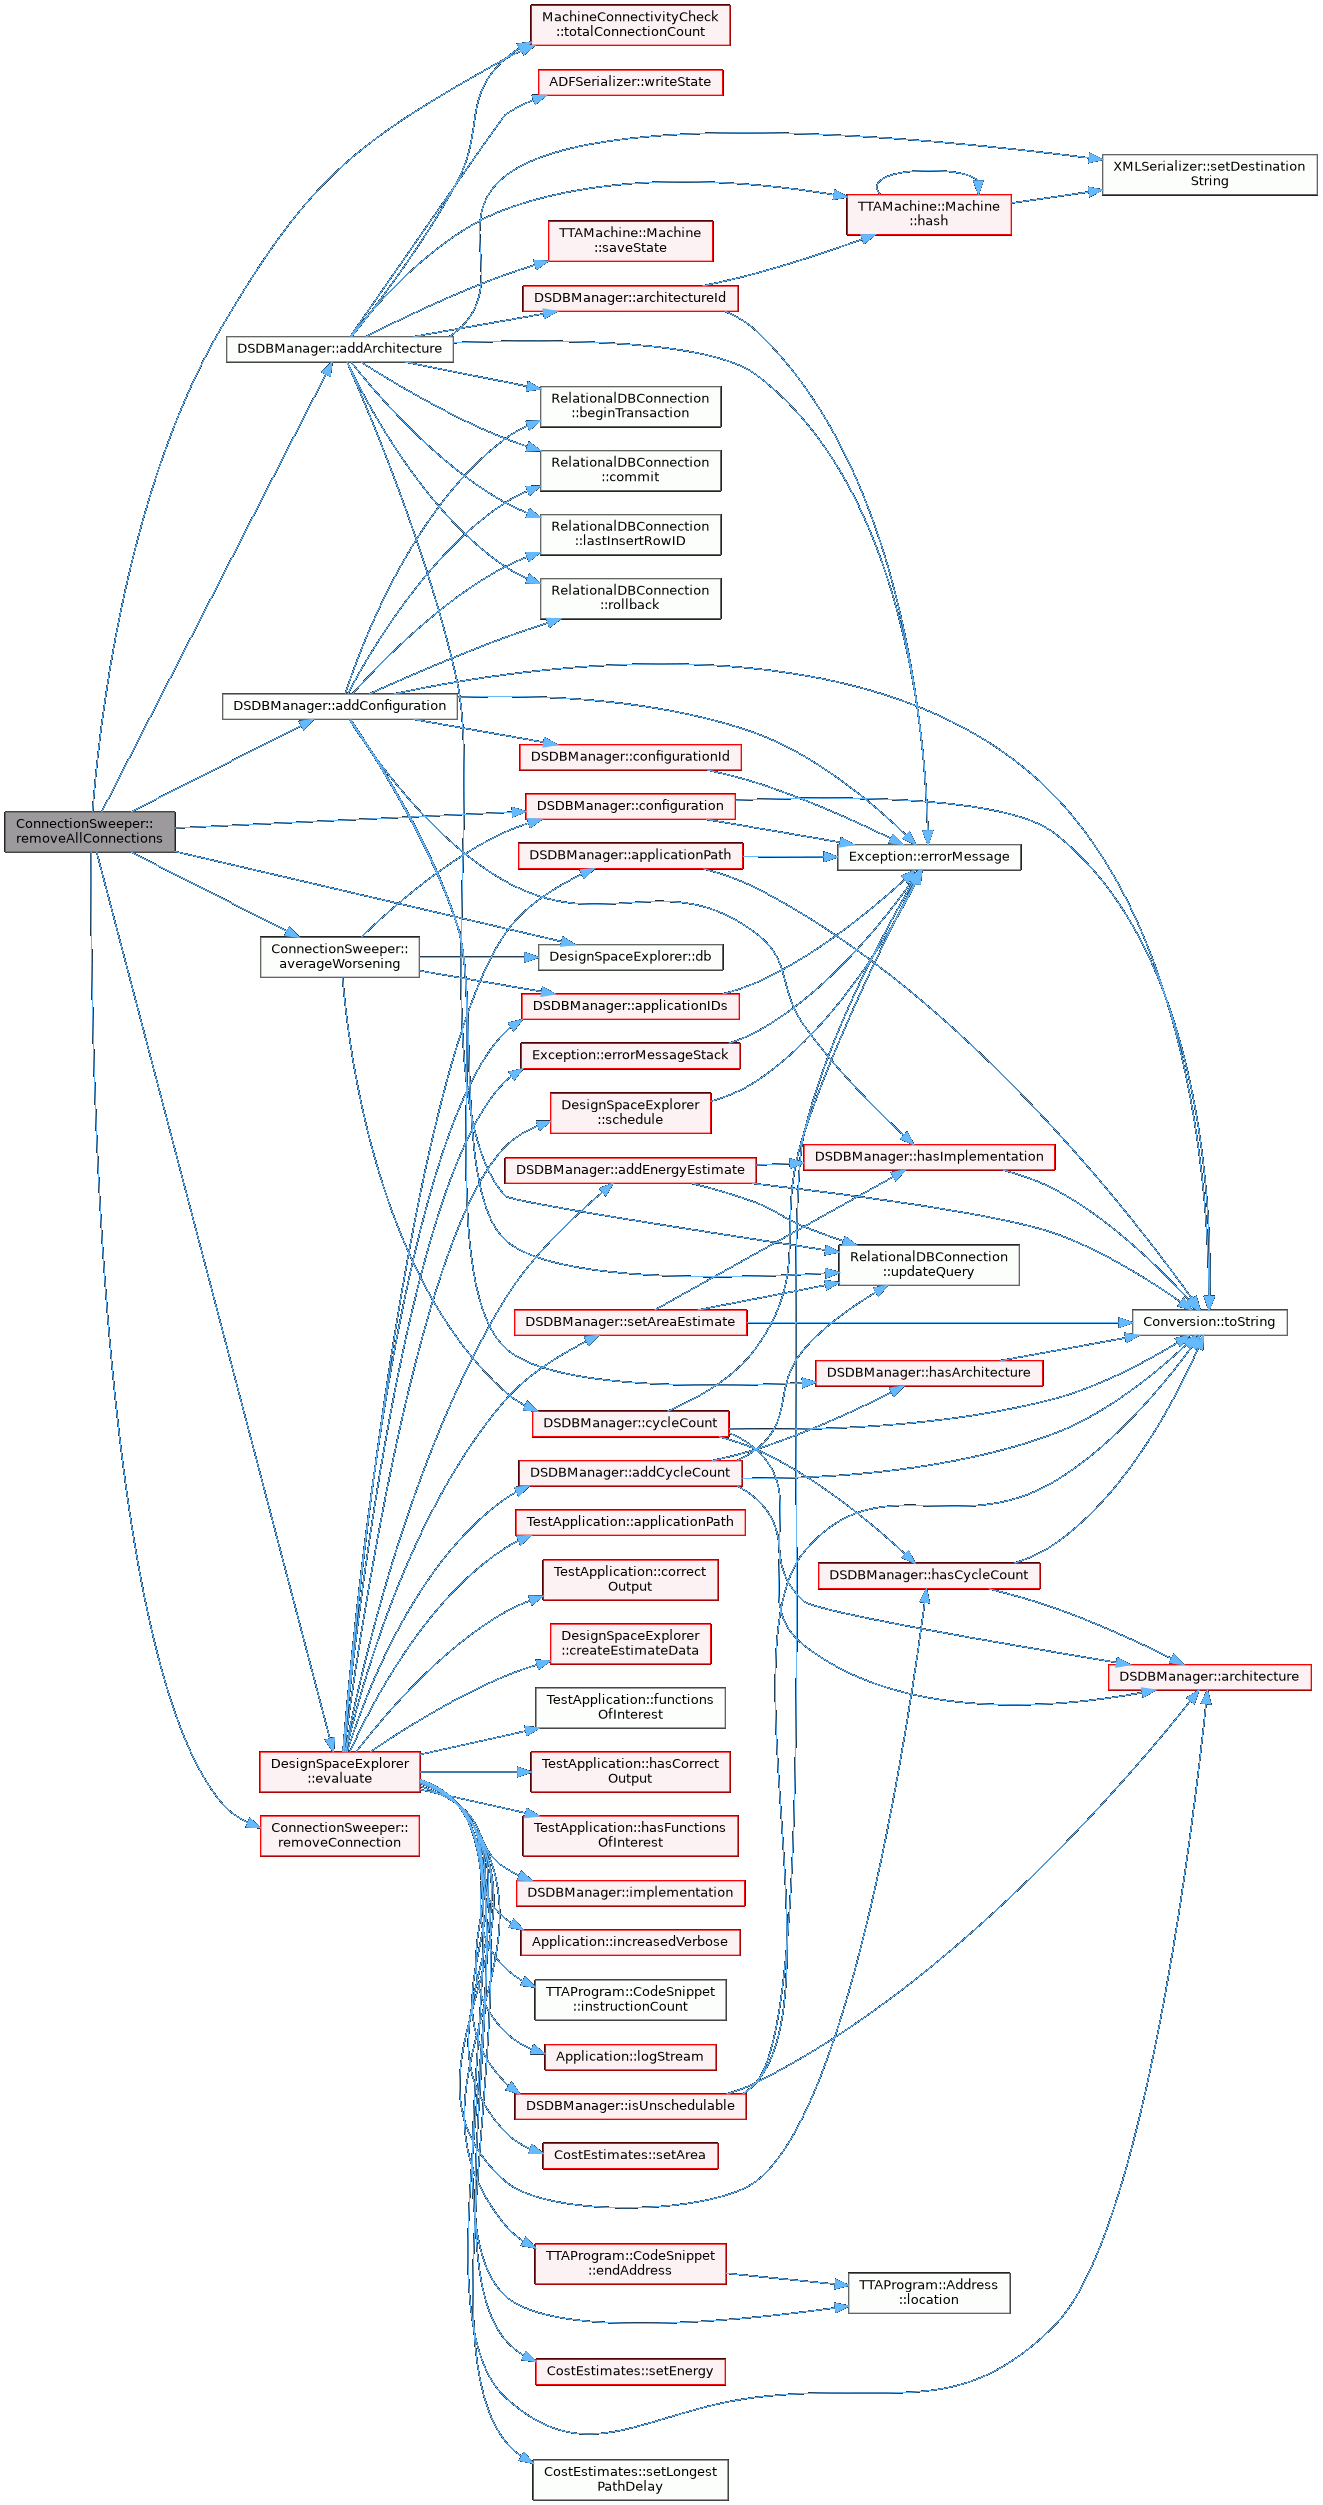 MachineConnectivityCheck
::totalConnectionCount
ADFSerializer::writeState
XMLSerializer::setDestination
String
TTAMachine::Machine
::hash
TTAMachine::Machine
::saveState
DSDBManager::architectureId
DSDBManager::addArchitecture
RelationalDBConnection
::beginTransaction
RelationalDBConnection
::commit
RelationalDBConnection
::lastInsertRowID
RelationalDBConnection
::rollback
DSDBManager::addConfiguration
DSDBManager::configurationId
DSDBManager::configuration
ConnectionSweeper::
removeAllConnections
DSDBManager::applicationPath
Exception::errorMessage
ConnectionSweeper::
averageWorsening
DesignSpaceExplorer::db
DSDBManager::applicationIDs
Exception::errorMessageStack
DesignSpaceExplorer
::schedule
DSDBManager::hasImplementation
DSDBManager::addEnergyEstimate
RelationalDBConnection
::updateQuery
DSDBManager::setAreaEstimate
Conversion::toString
DSDBManager::hasArchitecture
DSDBManager::cycleCount
DSDBManager::addCycleCount
TestApplication::applicationPath
TestApplication::correct
Output
DSDBManager::hasCycleCount
DesignSpaceExplorer
::createEstimateData
DSDBManager::architecture
TestApplication::functions
OfInterest
DesignSpaceExplorer
::evaluate
TestApplication::hasCorrect
Output
ConnectionSweeper::
removeConnection
TestApplication::hasFunctions
OfInterest
DSDBManager::implementation
Application::increasedVerbose
TTAProgram::CodeSnippet
::instructionCount
Application::logStream
DSDBManager::isUnschedulable
CostEstimates::setArea
TTAProgram::CodeSnippet
::endAddress
TTAProgram::Address
::location
CostEstimates::setEnergy
CostEstimates::setLongest
PathDelay